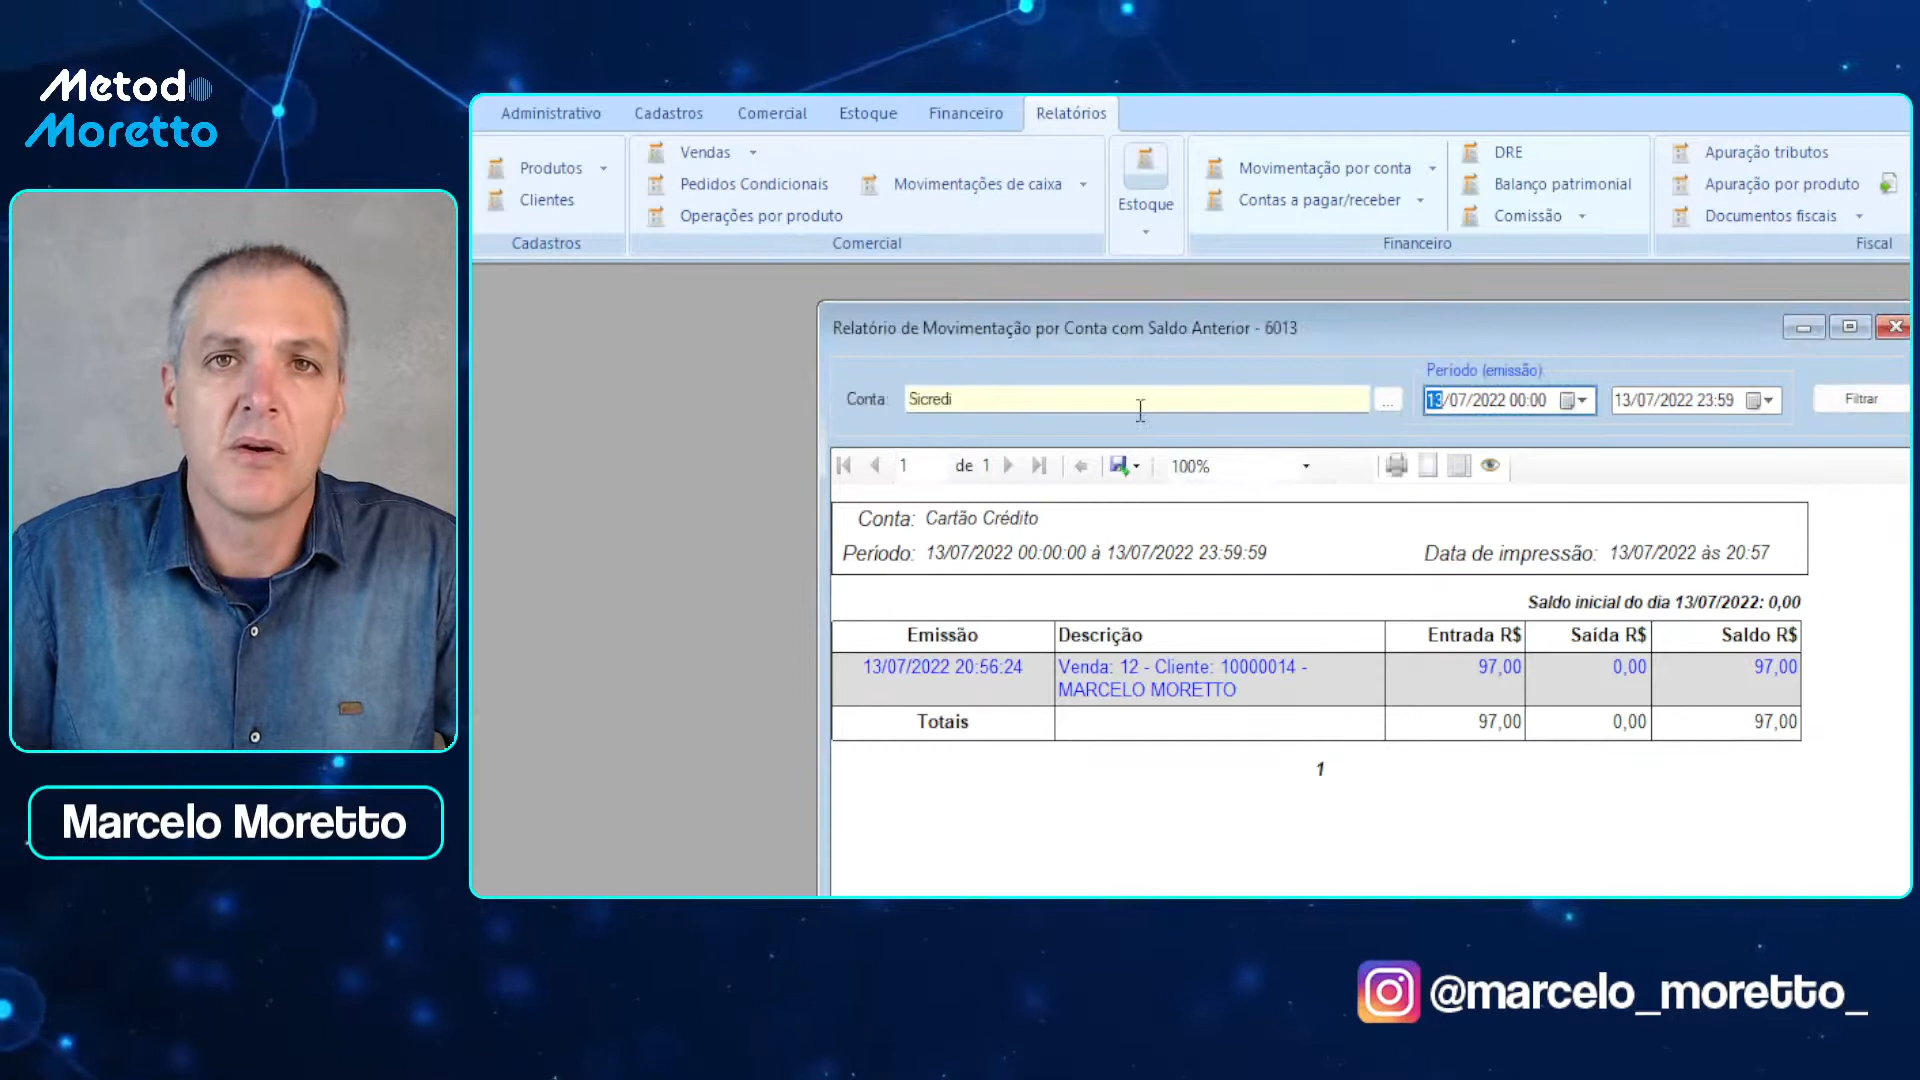 Metodo
Moretto
Administrativo Cadastros Comercial Estoque Financeiro Relatórios
Produtos
Clientes
Cadastros
Vendas
Pedidos Condicionais
Operações por produto
Movimentações de caixa
Comercial
Estoque
Movimentação por conta
Contas a pagar/receber
DRE
Balanço patrimonial
Comissão
Financeiro
Apuração tributos
Apuração por produto
Documentos fiscais
Fiscal
Relatório de Movimentação por Conta com Saldo Anterior - 6013
Período (emissão)
Conta: Sicredi ... 13/07/2022 00:00 13/07/2022 23:59 Filtrar
1 de 1 100%
Conta: Cartão Crédito
Período: 13/07/2022 00:00:00 à 13/07/2022 23:59:59 Data de impressão: 13/07/2022 às 20:57
Saldo inicial do dia 13/07/2022: 0,00
Emissão Descrição Entrada R$ Saída R$ Saldo R$
13/07/2022 20:56:24 Venda: 12 - Cliente: 10000014 - 97,00 0,00 97,00
MARCELO MORETTO
Totais 97,00 0,00 97,00
1
Marcelo Moretto
@marcelo_moretto_